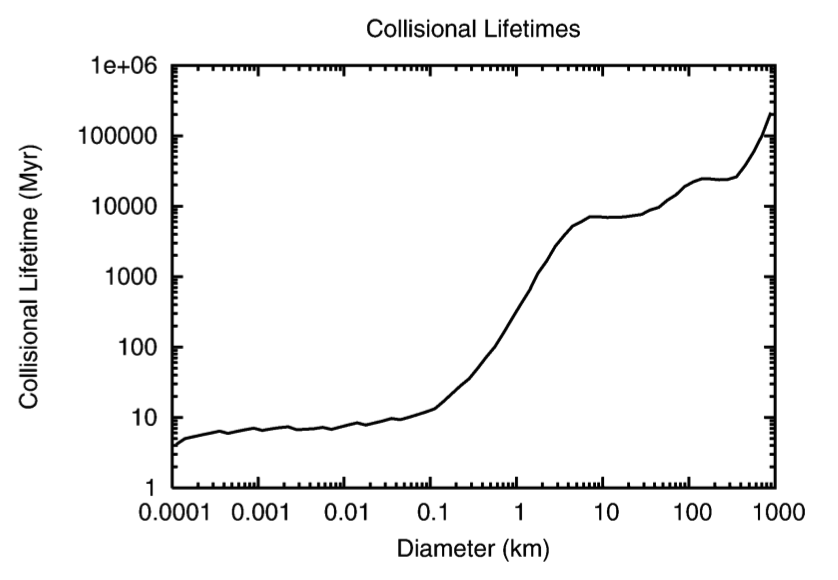 Collisional Lifetimes
1e+06
100000
10000
1000
100
10
1
Collisional Lifetime (Myr)
0.0001 0.001 0.01 0.1 1 10 100 1000
Diameter (km)